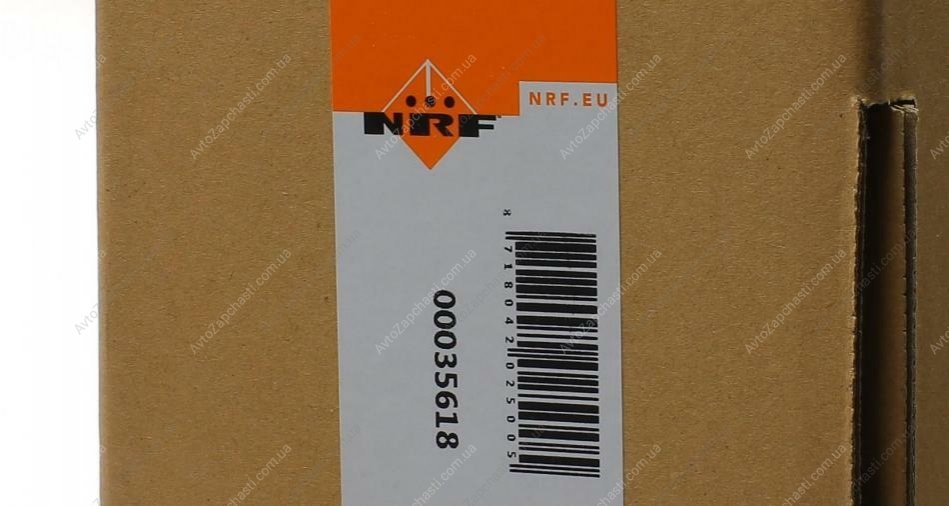 NRF
NRF.EU
8 718042 025005
00035618
AvtoZapchasti.com.ua